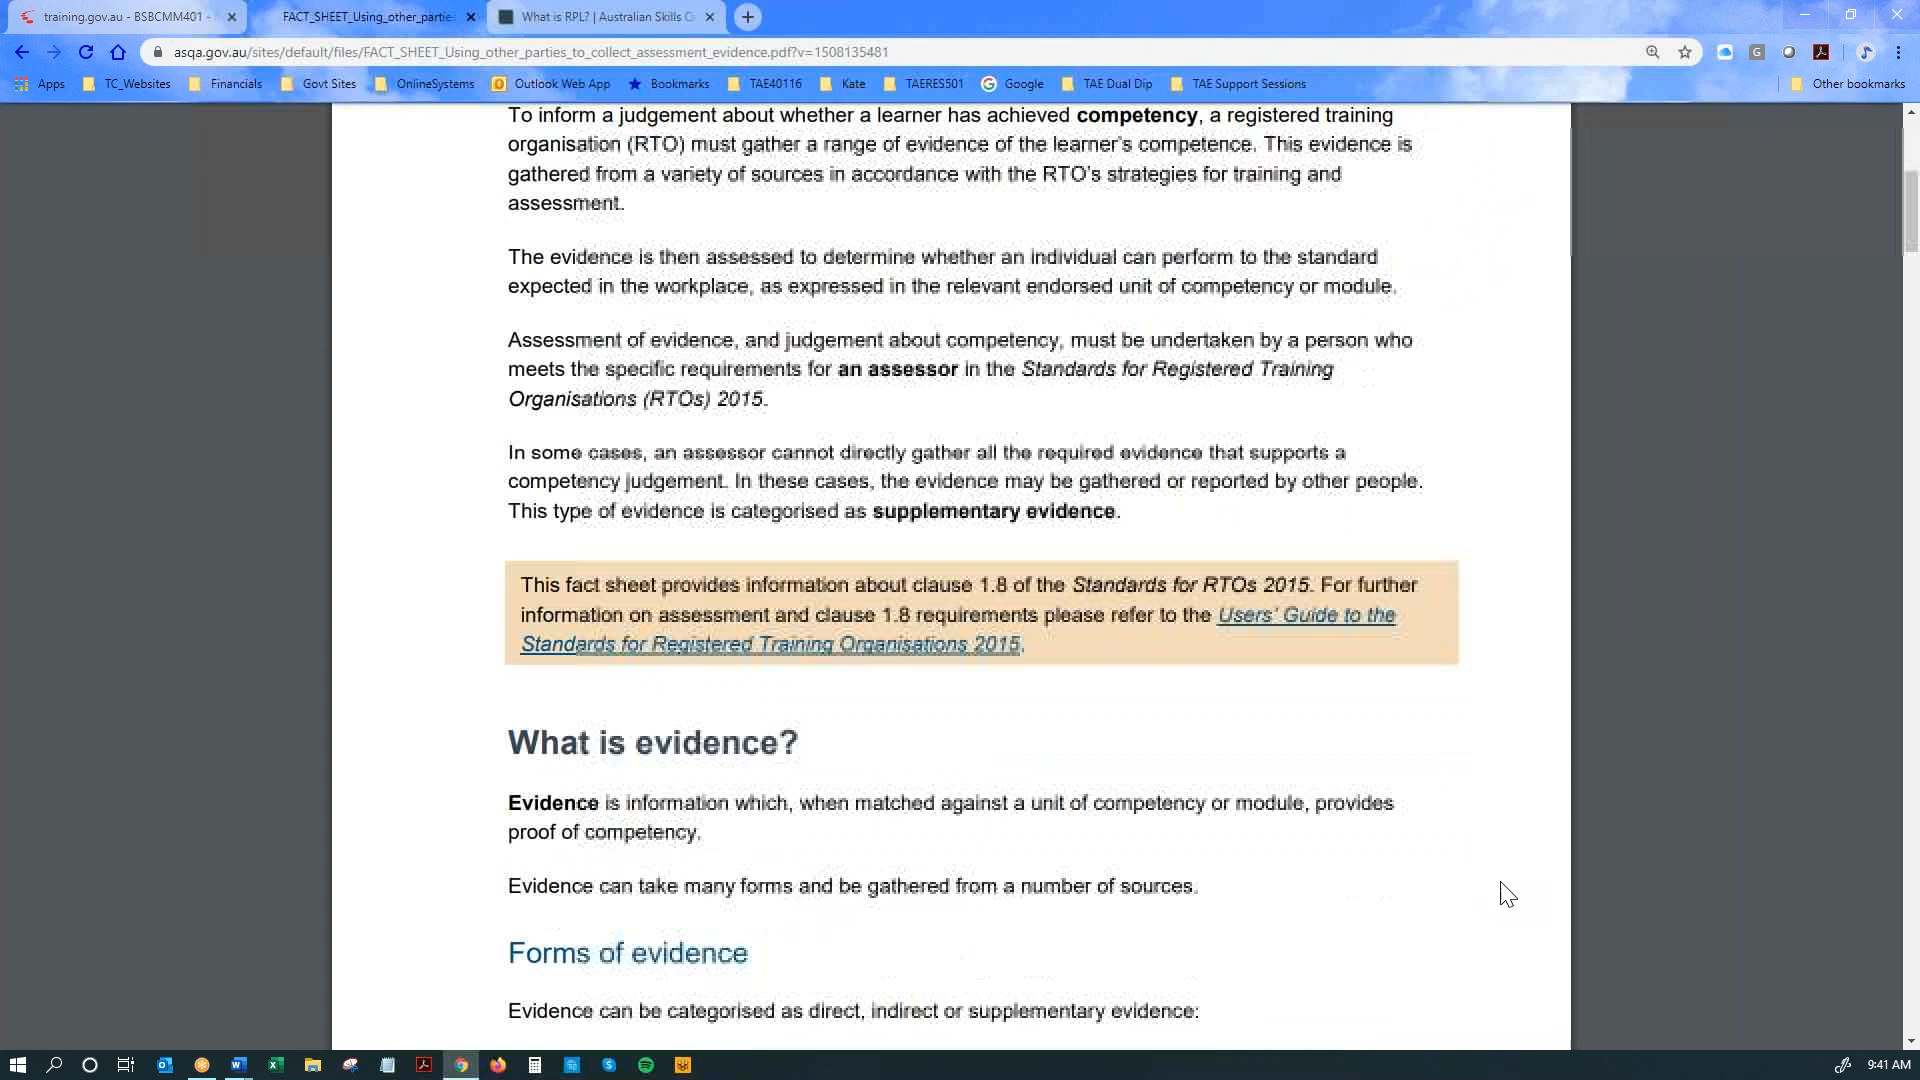 training.gov.au - BSBCMM401 -
FACT_SHEET_Using_other_parties
What is RPL? | Australian Skills Q
asqa.gov.au/sites/default/files/FACT_SHEET_Using_other_parties_to_collect_assessment_evidence.pdf?v=1508135481
Apps TC_Websites Financials Govt Sites OnlineSystems Outlook Web App Bookmarks TAE40116 Kate TAERES501 Google TAE Dual Dip TAE Support Sessions Other bookmarks
To inform a judgement about whether a learner has achieved competency, a registered training
organisation (RTO) must gather a range of evidence of the learner's competence. This evidence is
gathered from a variety of sources in accordance with the RTO's strategies for training and
assessment.
The evidence is then assessed to determine whether an individual can perform to the standard
expected in the workplace, as expressed in the relevant endorsed unit of competency or module.
Assessment of evidence, and judgement about competency, must be undertaken by a person who
meets the specific requirements for an assessor in the Standards for Registered Training
Organisations (RTOs) 2015.
In some cases, an assessor cannot directly gather all the required evidence that supports a
competency judgement. In these cases, the evidence may be gathered or reported by other people.
This type of evidence is categorised as supplementary evidence.
This fact sheet provides information about clause 1.8 of the Standards for RTOs 2015. For further
information on assessment and clause 1.8 requirements please refer to the Users' Guide to the
Standards for Registered Training Organisations 2015.
What is evidence?
Evidence is information which, when matched against a unit of competency or module, provides
proof of competency.
Evidence can take many forms and be gathered from a number of sources.
Forms of evidence
Evidence can be categorised as direct, indirect or supplementary evidence:
9:41 AM